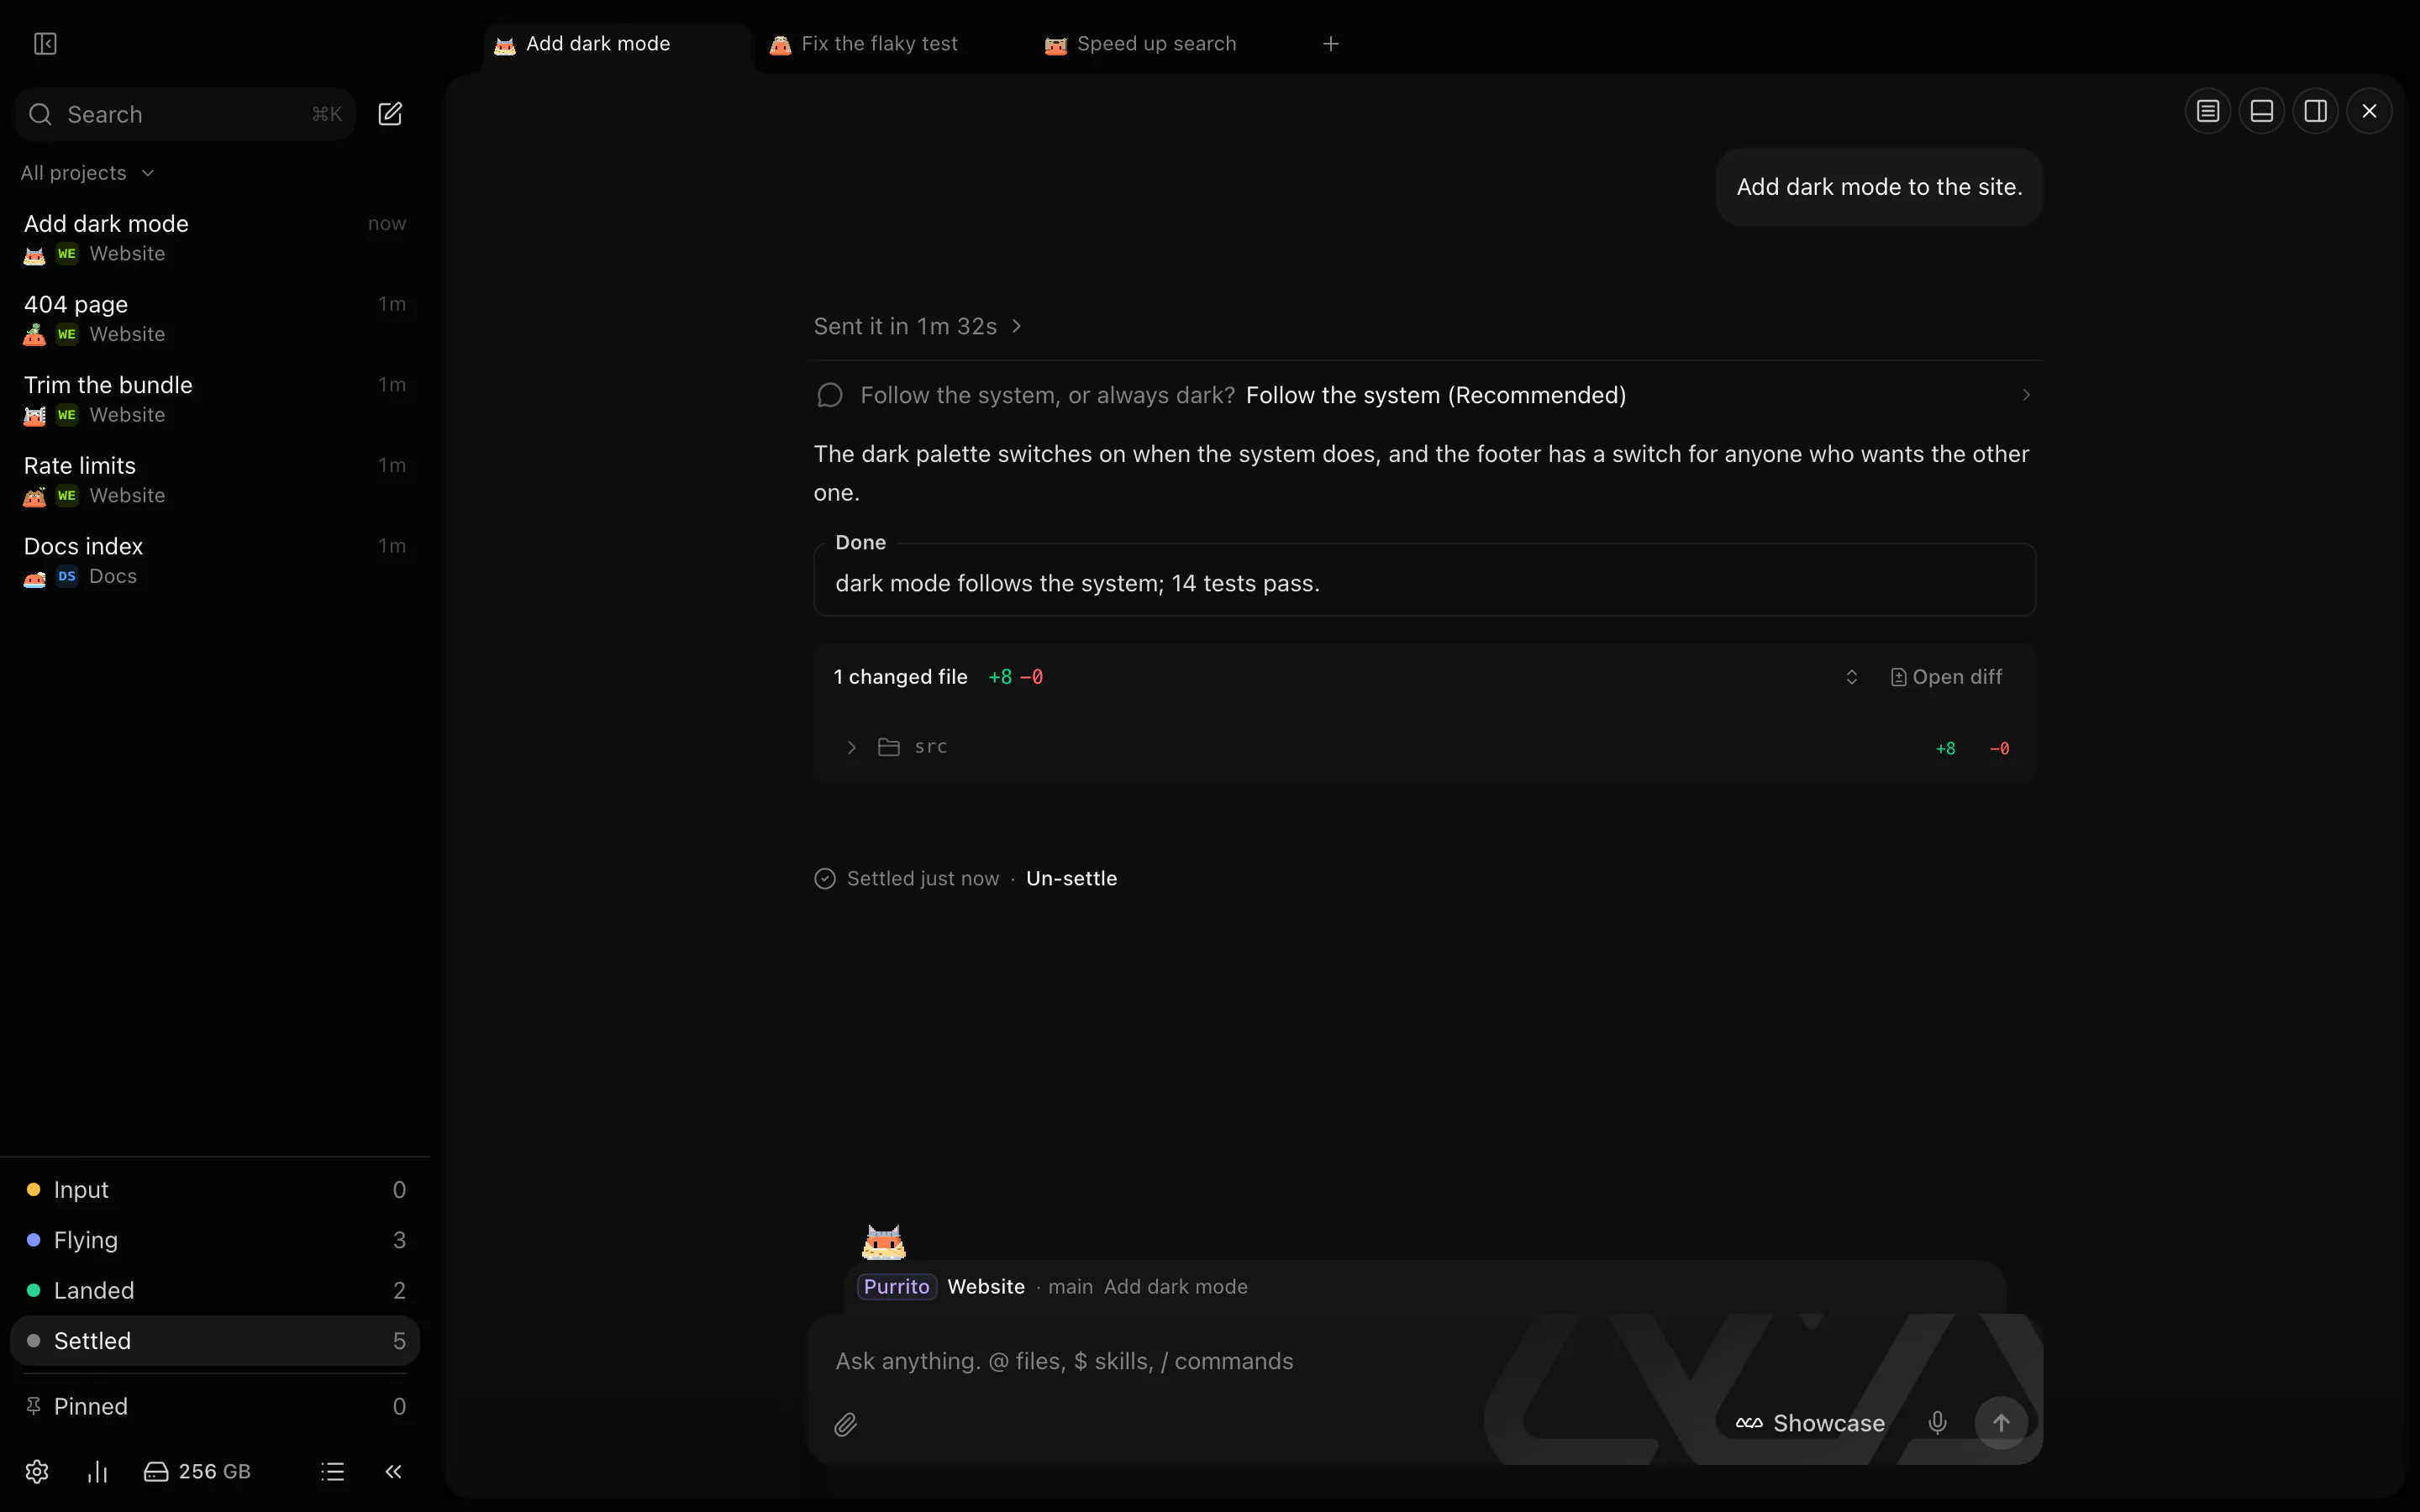 Add dark mode
Fix the flaky test
Speed up search
Search ⌘K
All projects
Add dark mode now
WE Website
404 page 1m
WE Website
Trim the bundle 1m
WE Website
Rate limits 1m
WE Website
Docs index 1m
DS Docs
Input 0
Flying 3
Landed 2
Settled 5
Pinned 0
256 GB
Add dark mode to the site.
Sent it in 1m 32s
Follow the system, or always dark? Follow the system (Recommended)
The dark palette switches on when the system does, and the footer has a switch for anyone who wants the other
one.
Done
dark mode follows the system; 14 tests pass.
1 changed file +8 −0 Open diff
src +8 −0
Settled just now · Un-settle
Purrito Website · main Add dark mode
Ask anything. @ files, $ skills, / commands
Showcase